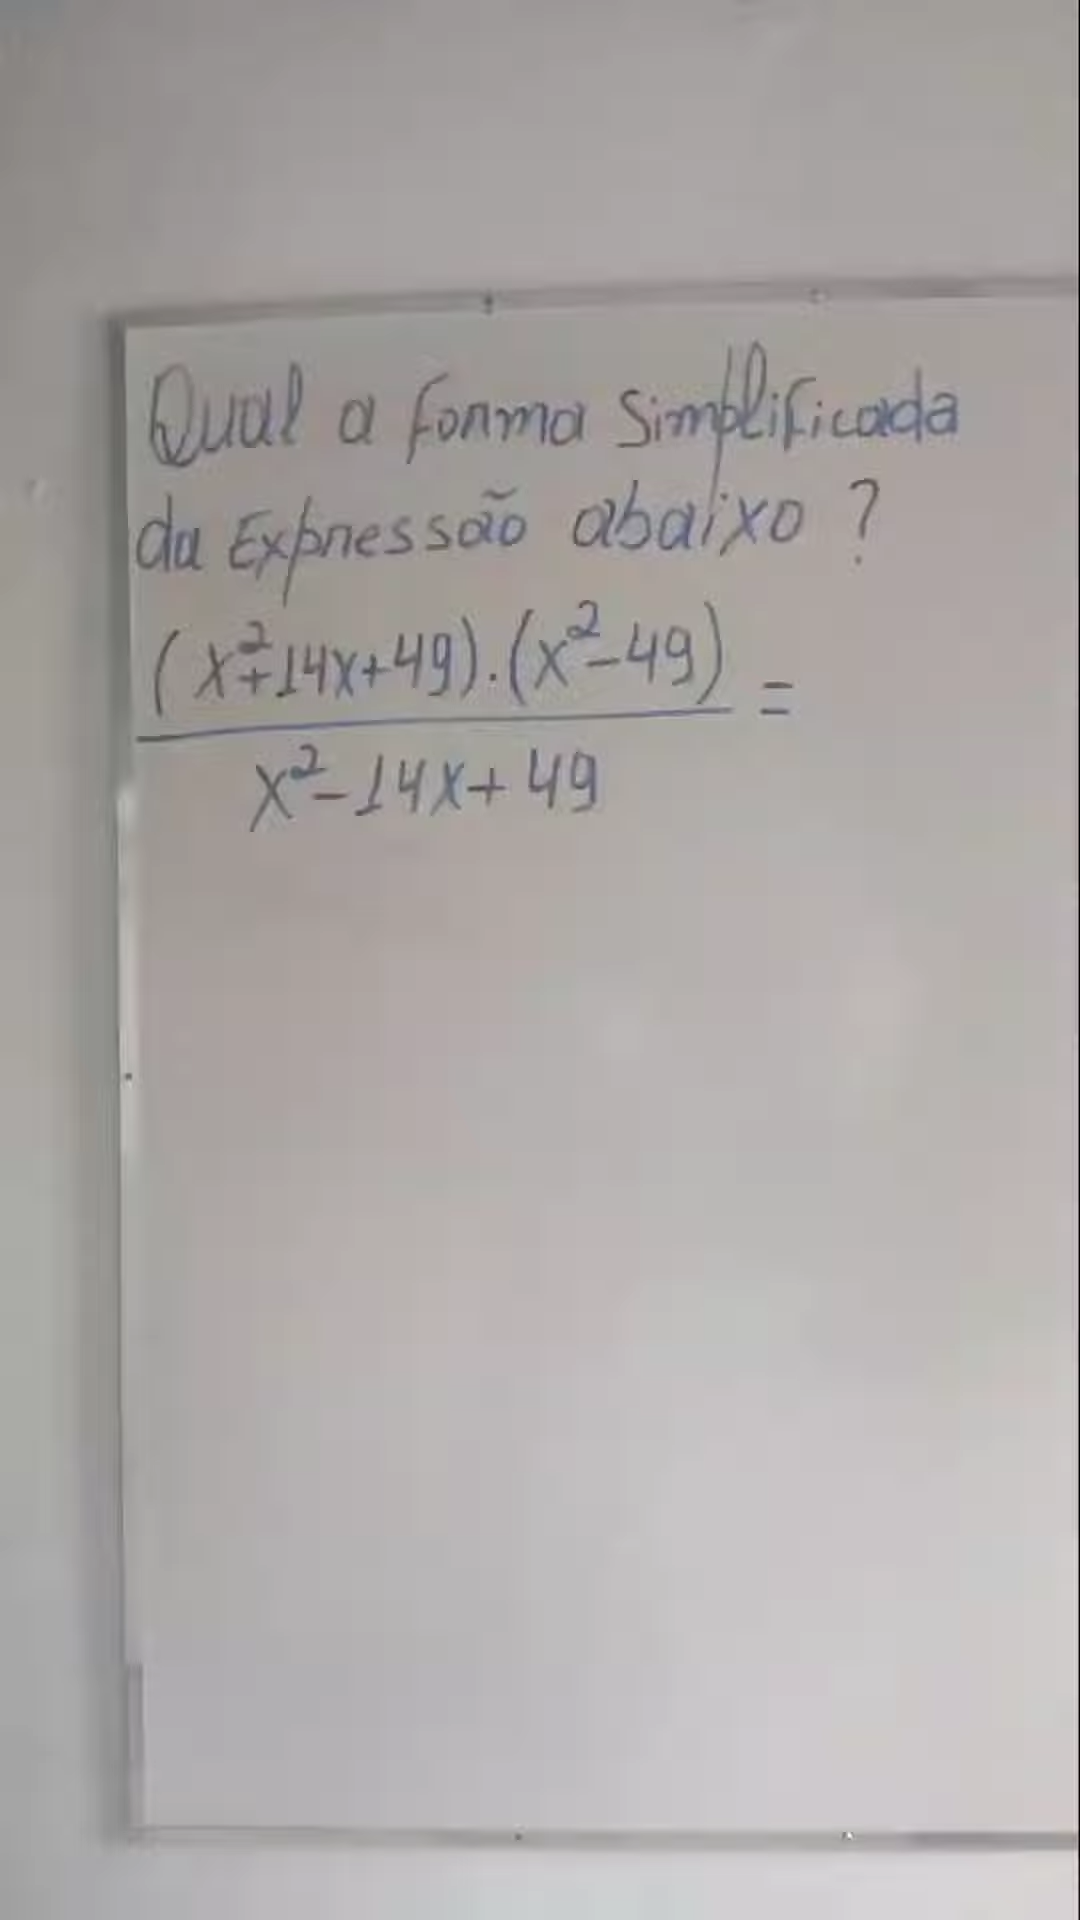 Qual a forma simplificada
da Expressão abaixo ?
(x²+14x+49).(x²-49) =
x²-14x+49